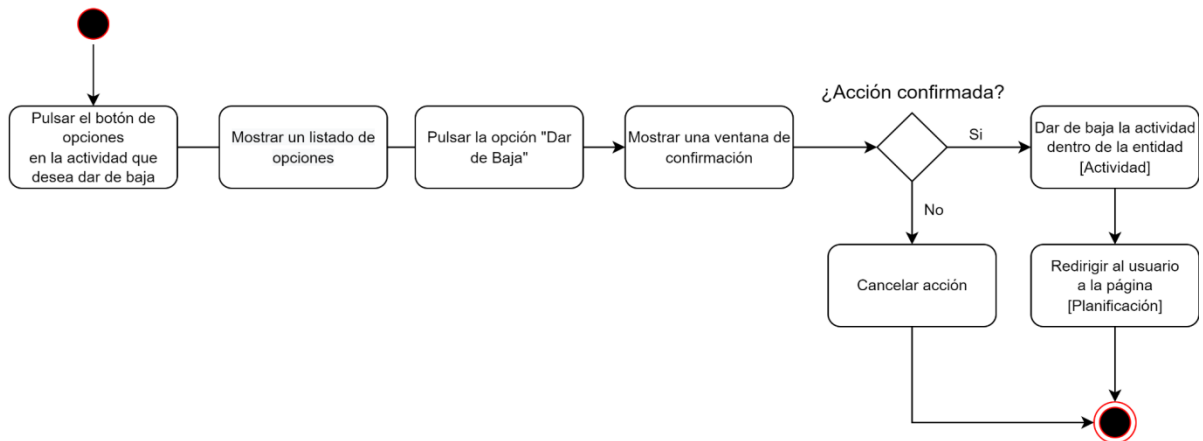 ¿Acción confirmada?
Pulsar el botón de
opciones
en la actividad que
desea dar de baja
Mostrar un listado de
opciones
Pulsar la opción "Dar
de Baja"
Mostrar una ventana de
confirmación
Si
Dar de baja la actividad
dentro de la entidad
[Actividad]
No
Cancelar acción
Redirigir al usuario
a la página
[Planificación]